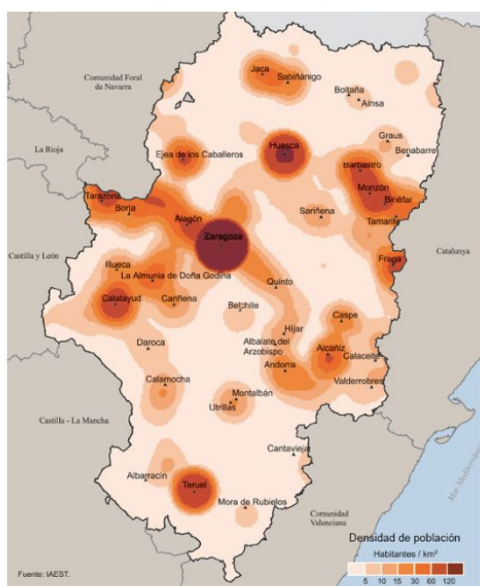 Comunidad Foral
de Navarra
La Rioja
Castilla y León
Castilla - La Mancha
Comunidad
Valenciana
Catalunya
Mar Mediterráneo
Jaca
Sabiñánigo
Boltaña
Aínsa
Graus
Benabarre
Ejea de los Caballeros
Huesca
Barbastro
Monzón
Binéfar
Tamarite
Tarazona
Borja
Alagón
Sariñena
Zaragoza
Fraga
Illueca
La Almunia de Doña Godina
Calatayud
Cariñena
Quinto
Belchite
Caspe
Daroca
Híjar
Albalate del
Arzobispo
Alcañiz
Calaceite
Andorra
Valderrobres
Calamocha
Montalbán
Utrillas
Cantavieja
Albarracín
Teruel
Mora de Rubielos
Densidad de población
Habitantes / km²
5 10 15 30 60 120
Fuente: IAEST.